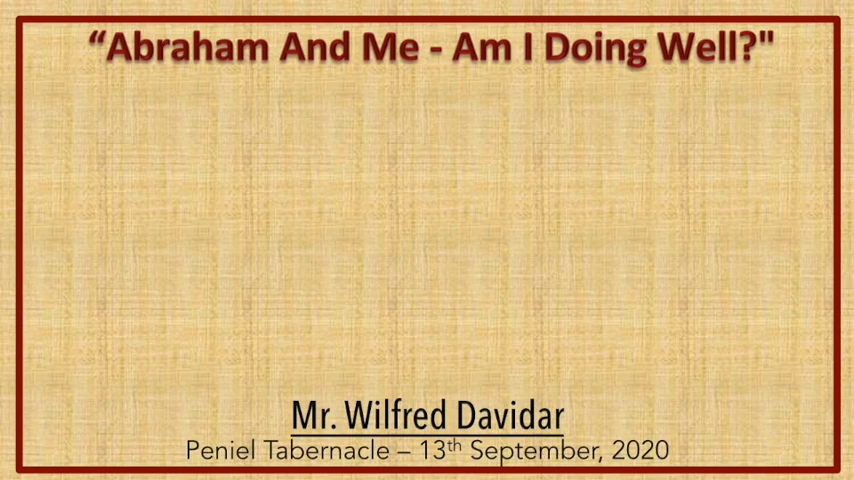 “Abraham And Me - Am I Doing Well?"
Mr. Wilfred Davidar
Peniel Tabernacle – 13th September, 2020